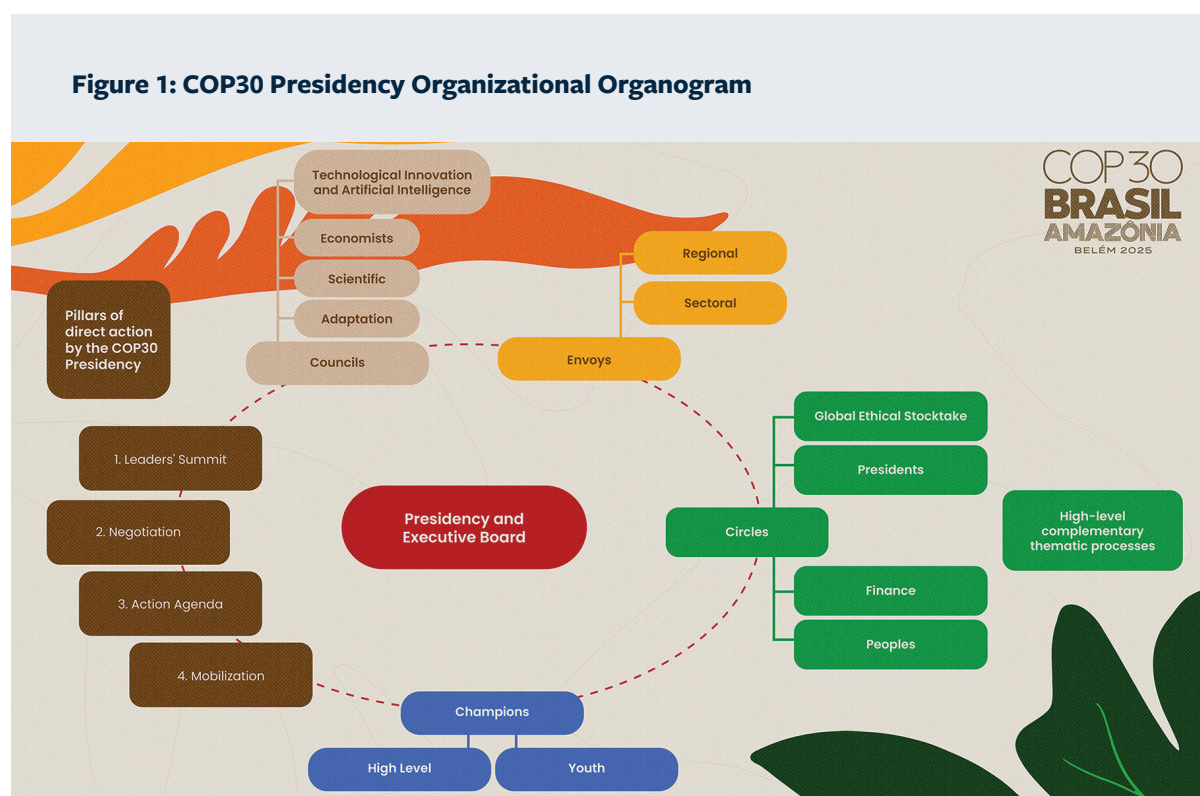 Figure 1: COP30 Presidency Organizational Organogram
COP30
BRASIL
AMAZÔNIA
BELÉM 2025
Technological Innovation
and Artificial Intelligence
Economists
Scientific
Adaptation
Councils
Regional
Sectoral
Envoys
Pillars of
direct action
by the COP30
Presidency
1. Leaders' Summit
2. Negotiation
3. Action Agenda
4. Mobilization
Presidency and
Executive Board
Global Ethical Stocktake
Presidents
Circles
Finance
Peoples
High-level
complementary
thematic processes
Champions
High Level
Youth